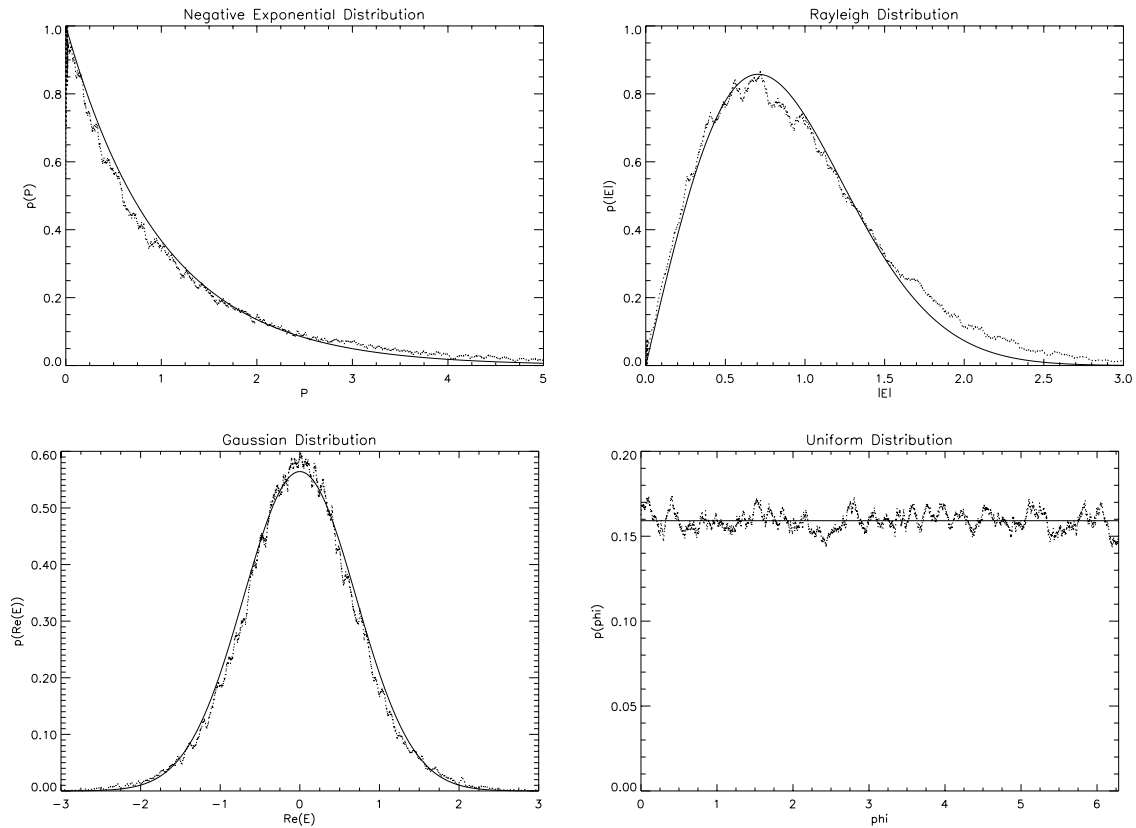 Negative Exponential Distribution
1.0
0.8
0.6
0.4
0.2
0.0
p(P)
0 1 2 3 4 5
P
Rayleigh Distribution
1.0
0.8
0.6
0.4
0.2
0.0
p(|E|)
0.0 0.5 1.0 1.5 2.0 2.5 3.0
|E|
Gaussian Distribution
0.60
0.50
0.40
0.30
0.20
0.10
0.00
p(Re(E))
−3 −2 −1 0 1 2 3
Re(E)
Uniform Distribution
0.20
0.15
0.10
0.05
0.00
p(phi)
0 1 2 3 4 5 6
phi